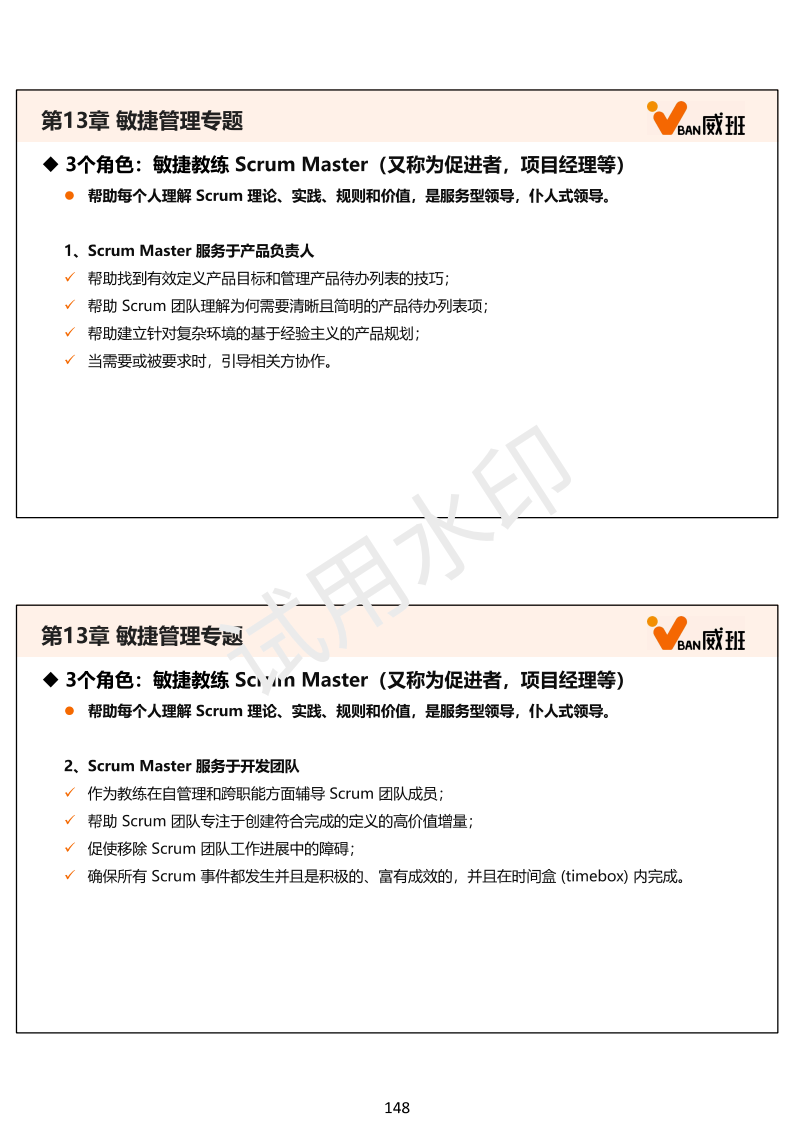 第13章 敏捷管理专题
BAN威班
◆ 3个角色：敏捷教练 Scrum Master（又称为促进者，项目经理等）
● 帮助每个人理解 Scrum 理论、实践、规则和价值，是服务型领导，仆人式领导。
1、Scrum Master 服务于产品负责人
✓ 帮助找到有效定义产品目标和管理产品待办列表的技巧；
✓ 帮助 Scrum 团队理解为何需要清晰且简明的产品待办列表项；
✓ 帮助建立针对复杂环境的基于经验主义的产品规划；
✓ 当需要或被要求时，引导相关方协作。
试用水印
第13章 敏捷管理专题
BAN威班
◆ 3个角色：敏捷教练 Scrum Master（又称为促进者，项目经理等）
● 帮助每个人理解 Scrum 理论、实践、规则和价值，是服务型领导，仆人式领导。
2、Scrum Master 服务于开发团队
✓ 作为教练在自管理和跨职能方面辅导 Scrum 团队成员；
✓ 帮助 Scrum 团队专注于创建符合完成的定义的高价值增量；
✓ 促使移除 Scrum 团队工作进展中的障碍；
✓ 确保所有 Scrum 事件都发生并且是积极的、富有成效的，并且在时间盒 (timebox) 内完成。
148